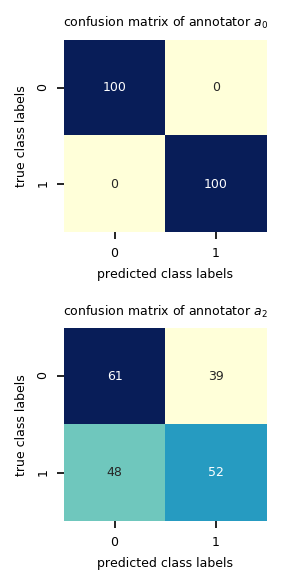 confusion matrix of annotator a₀
true class labels
0
100
0
1
0
100
0
1
predicted class labels
confusion matrix of annotator a₂
true class labels
0
61
39
1
48
52
0
1
predicted class labels